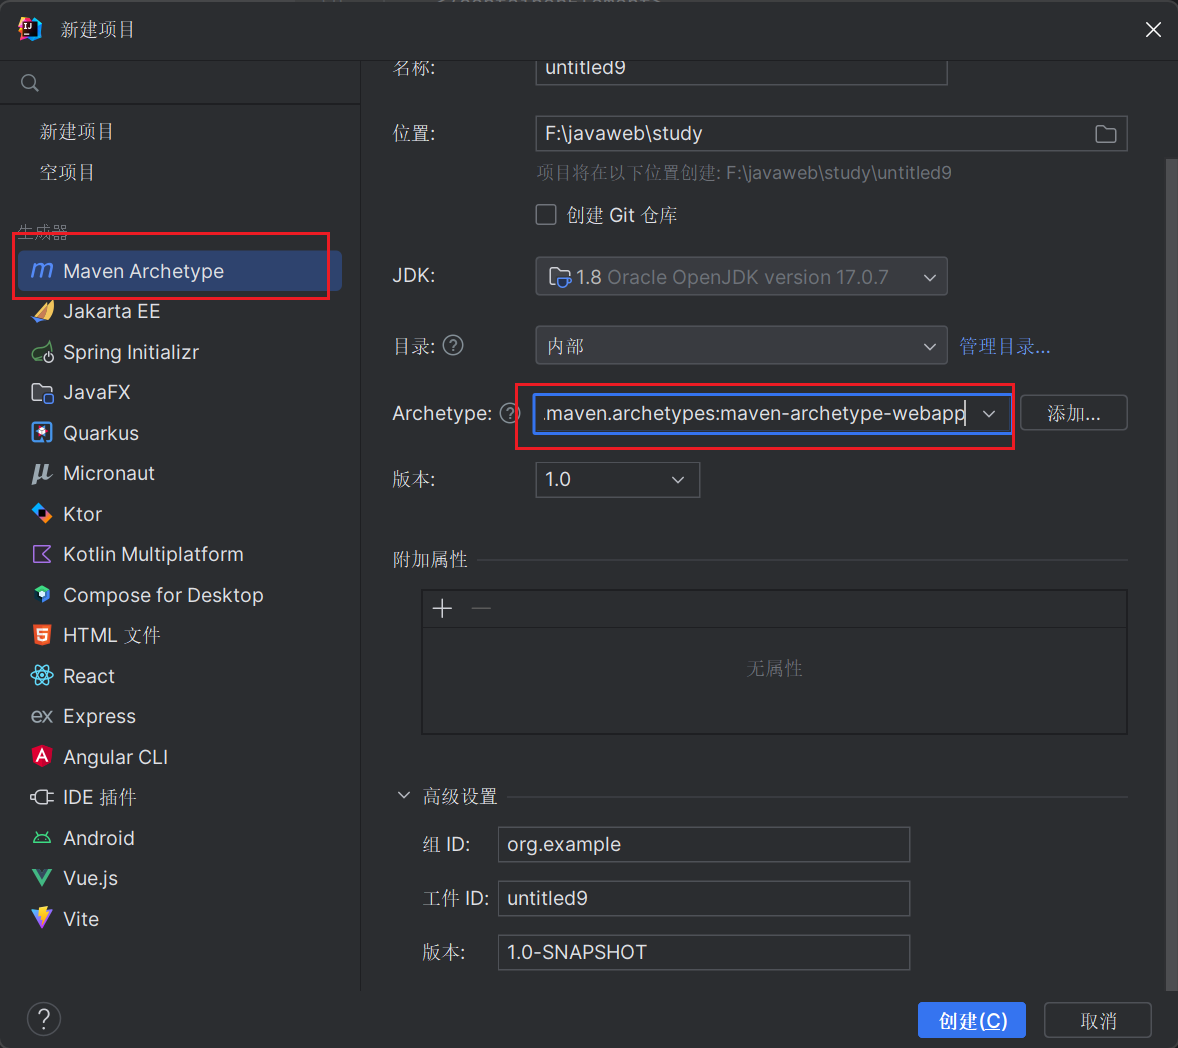 新建项目
名称:
untitled9
新建项目
空项目
生成器
Maven Archetype
Jakarta EE
Spring Initializr
JavaFX
Quarkus
Micronaut
Ktor
Kotlin Multiplatform
Compose for Desktop
HTML 文件
React
Express
Angular CLI
IDE 插件
Android
Vue.js
Vite
位置:
F:\javaweb\study
项目将在以下位置创建: F:\javaweb\study\untitled9
创建 Git 仓库
JDK:
1.8 Oracle OpenJDK version 17.0.7
目录:
内部
管理目录...
Archetype:
.maven.archetypes:maven-archetype-webapp
添加...
版本:
1.0
附加属性
无属性
高级设置
组 ID:
org.example
工件 ID:
untitled9
版本:
1.0-SNAPSHOT
创建(C)
取消